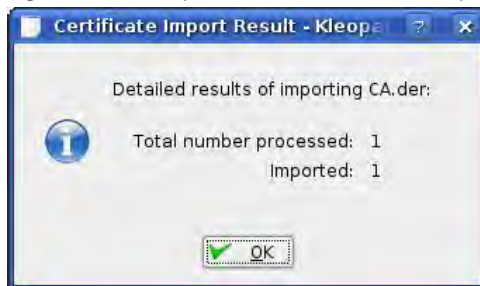 Certificate Import Result - Kleopa
Detailed results of importing CA.der:
Total number processed: 1
Imported: 1
OK